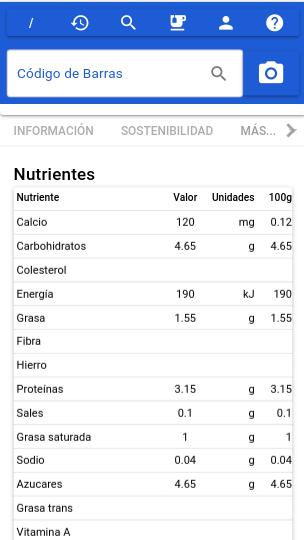 /
Código de Barras
INFORMACIÓN SOSTENIBILIDAD MÁS...
Nutrientes
Nutriente Valor Unidades 100g
Calcio 120 mg 0.12
Carbohidratos 4.65 g 4.65
Colesterol
Energía 190 kJ 190
Grasa 1.55 g 1.55
Fibra
Hierro
Proteínas 3.15 g 3.15
Sales 0.1 g 0.1
Grasa saturada 1 g 1
Sodio 0.04 g 0.04
Azucares 4.65 g 4.65
Grasa trans
Vitamina A